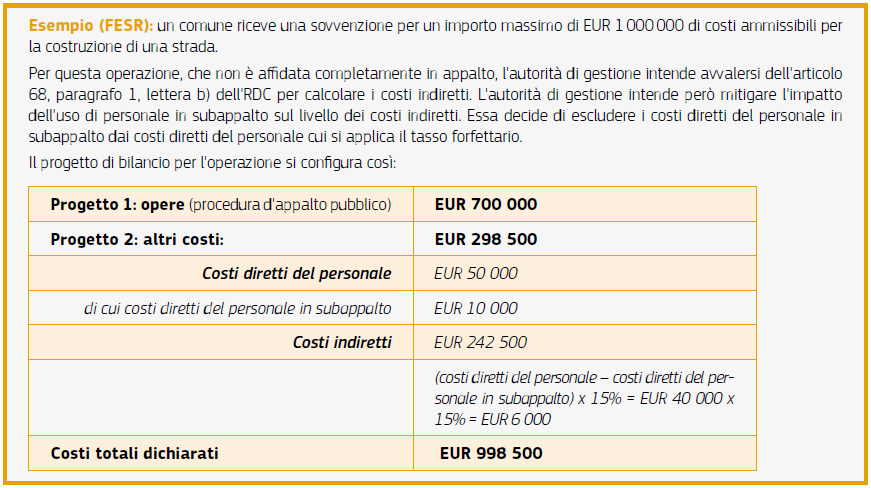 Esempio (FESR): un comune riceve una sovvenzione per un importo massimo di EUR 1 000 000 di costi ammissibili per
la costruzione di una strada.
Per questa operazione, che non è affidata completamente in appalto, l'autorità di gestione intende avvalersi dell'articolo
68, paragrafo 1, lettera b) dell'RDC per calcolare i costi indiretti. L'autorità di gestione intende però mitigare l'impatto
dell'uso di personale in subappalto sul livello dei costi indiretti. Essa decide di escludere i costi diretti del personale in
subappalto dai costi diretti del personale cui si applica il tasso forfettario.
Il progetto di bilancio per l'operazione si configura così:
Progetto 1: opere (procedura d'appalto pubblico) EUR 700 000
Progetto 2: altri costi: EUR 298 500
Costi diretti del personale EUR 50 000
di cui costi diretti del personale in subappalto EUR 10 000
Costi indiretti EUR 242 500
(costi diretti del personale – costi diretti del per-
sonale in subappalto) x 15% = EUR 40 000 x
15% = EUR 6 000
Costi totali dichiarati EUR 998 500